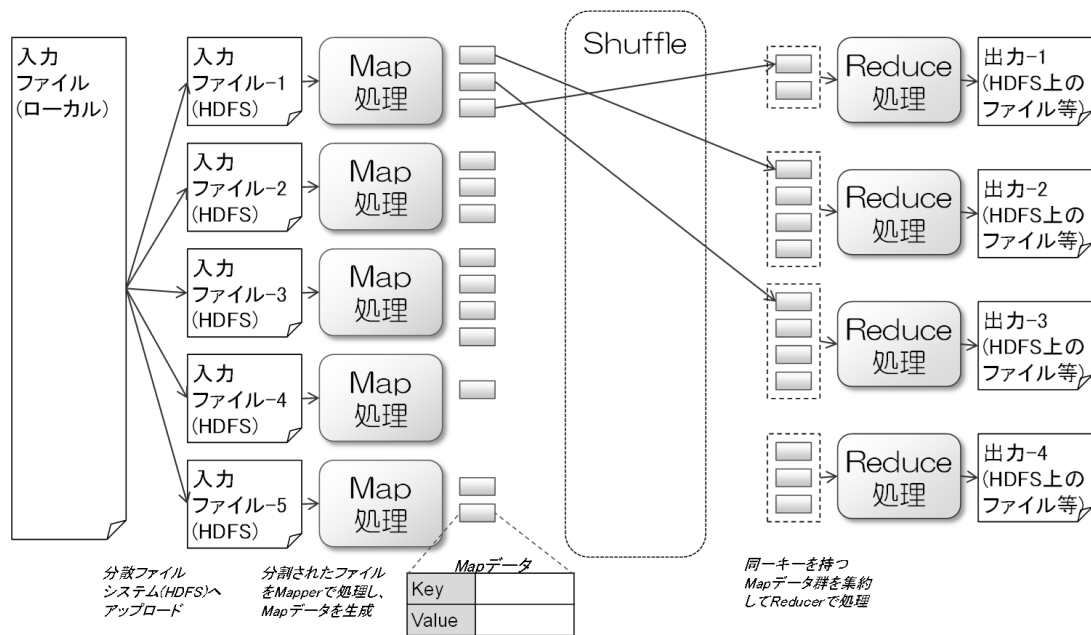 入力
ファイル
(ローカル)
入力
ファイル-1
(HDFS)
Map
処理
入力
ファイル-2
(HDFS)
Map
処理
入力
ファイル-3
(HDFS)
Map
処理
入力
ファイル-4
(HDFS)
Map
処理
入力
ファイル-5
(HDFS)
Map
処理
Shuffle
Reduce
処理
出力-1
(HDFS上の
ファイル等)
Reduce
処理
出力-2
(HDFS上の
ファイル等)
Reduce
処理
出力-3
(HDFS上の
ファイル等)
Reduce
処理
出力-4
(HDFS上の
ファイル等)
分散ファイル
システム(HDFS)へ
アップロード
分割されたファイル
をMapperで処理し、
Mapデータを生成
Mapデータ
Key
Value
同一キーを持つ
Mapデータ群を集約
してReducerで処理